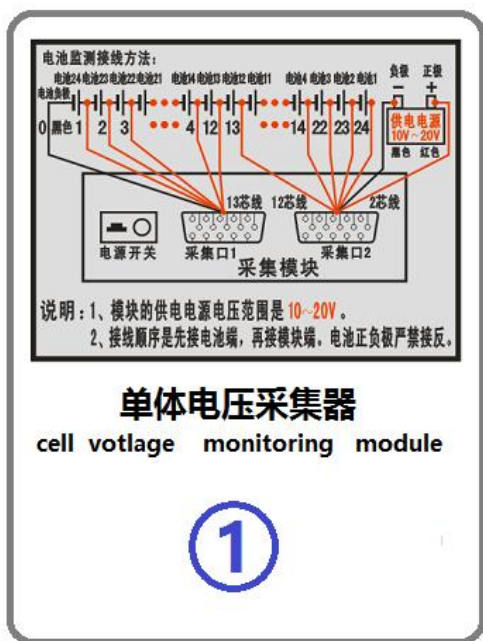 电池监测接线方法：
电池24 电池23 电池22 电池21 电池14 电池13 电池12 电池11 电池4 电池3 电池2 电池1 负极 正极
电池负极 − +
供电电源
10V～20V
0 黑色 1 2 3 4 12 13 14 22 23 24 黑色 红色
13芯线 12芯线 2芯线
电源开关 采集口1 采集口2
采集模块
说明：1、模块的供电电源电压范围是 10～20V 。
2、接线顺序是先接电池端，再接模块端。电池正负极严禁接反。
单体电压采集器
cell votlage monitoring module
1